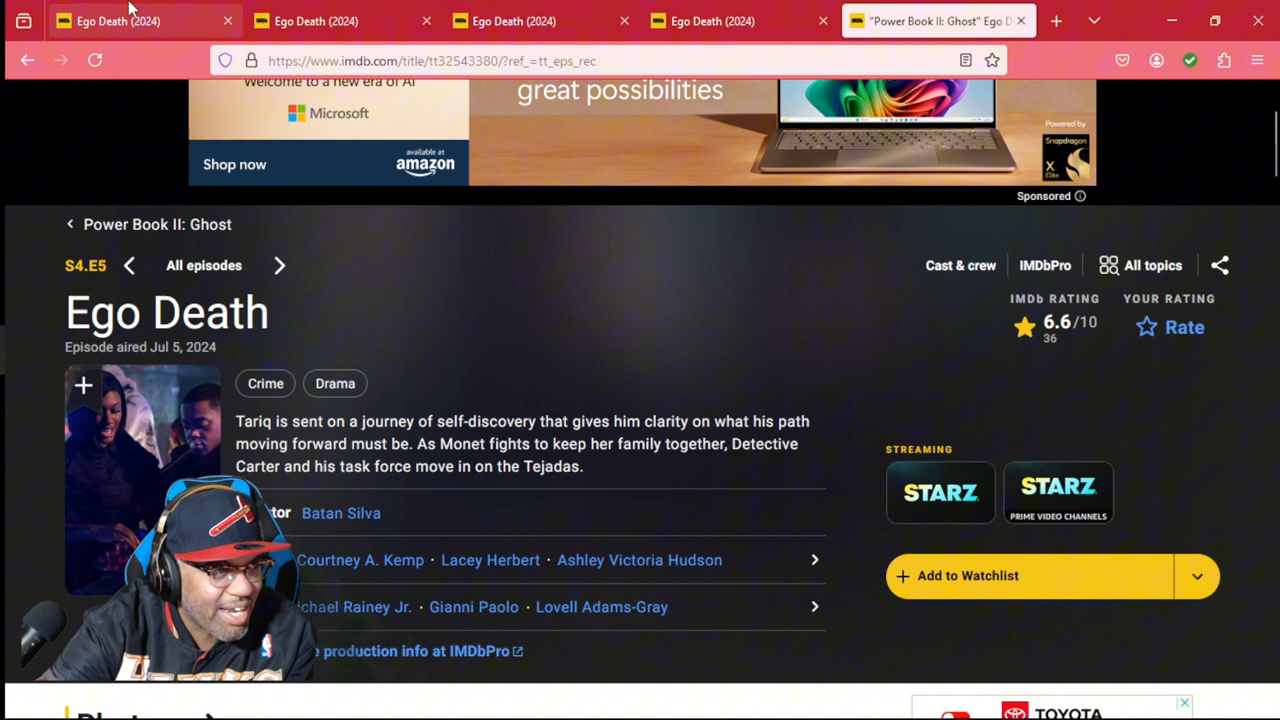 Ego Death (2024)
Ego Death (2024)
Ego Death (2024)
Ego Death (2024)
"Power Book II: Ghost" Ego D
https://www.imdb.com/title/tt32543380/?ref_=tt_eps_rec
Welcome to a new era of AI
Microsoft
Shop now
available at
amazon
great possibilities
Powered by
Snapdragon
X
Elite
Sponsored
Power Book II: Ghost
S4.E5
All episodes
Cast & crew
IMDbPro
All topics
Ego Death
Episode aired Jul 5, 2024
IMDb RATING
6.6/10
36
YOUR RATING
Rate
Crime
Drama
Tariq is sent on a journey of self-discovery that gives him clarity on what his path
moving forward must be. As Monet fights to keep her family together, Detective
Carter and his task force move in on the Tejadas.
tor Batan Silva
Courtney A. Kemp · Lacey Herbert · Ashley Victoria Hudson
chael Rainey Jr. · Gianni Paolo · Lovell Adams-Gray
e production info at IMDbPro
STREAMING
STARZ
STARZ
PRIME VIDEO CHANNELS
+ Add to Watchlist
TOYOTA